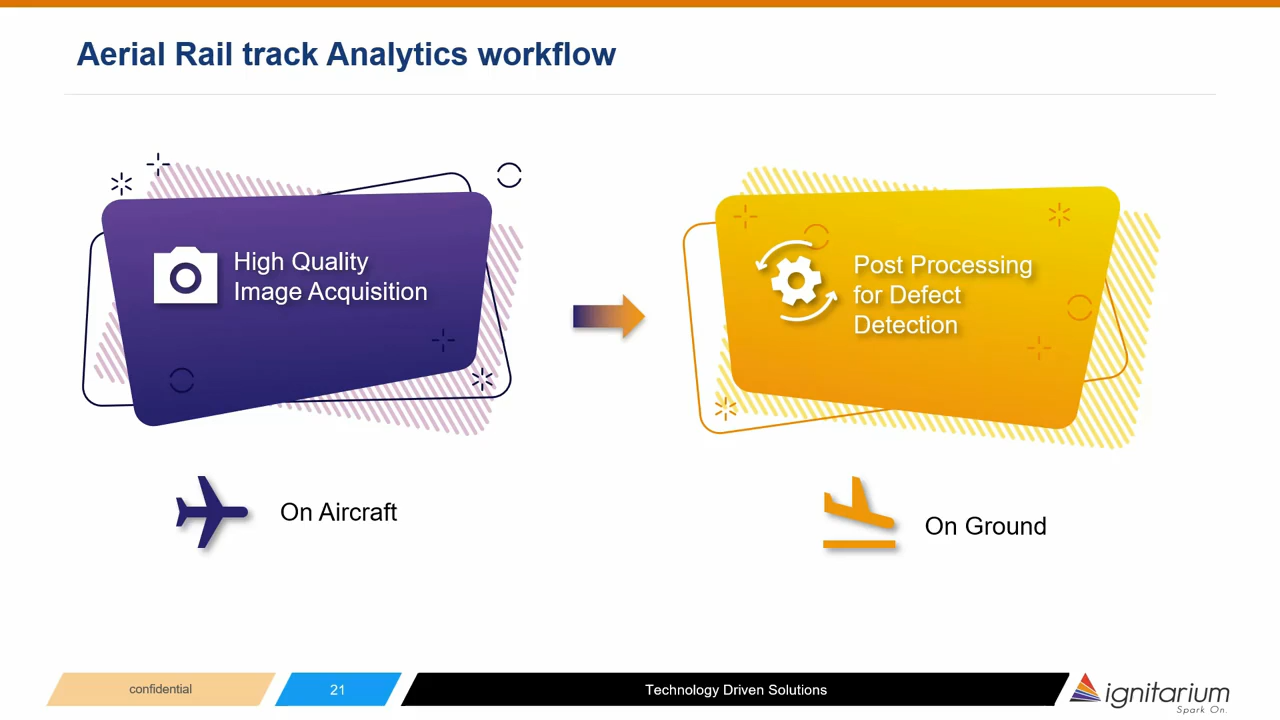 Aerial Rail track Analytics workflow
High Quality
Image Acquisition
Post Processing
for Defect
Detection
On Aircraft
On Ground
confidential
21
Technology Driven Solutions
ignitarium
Spark On.